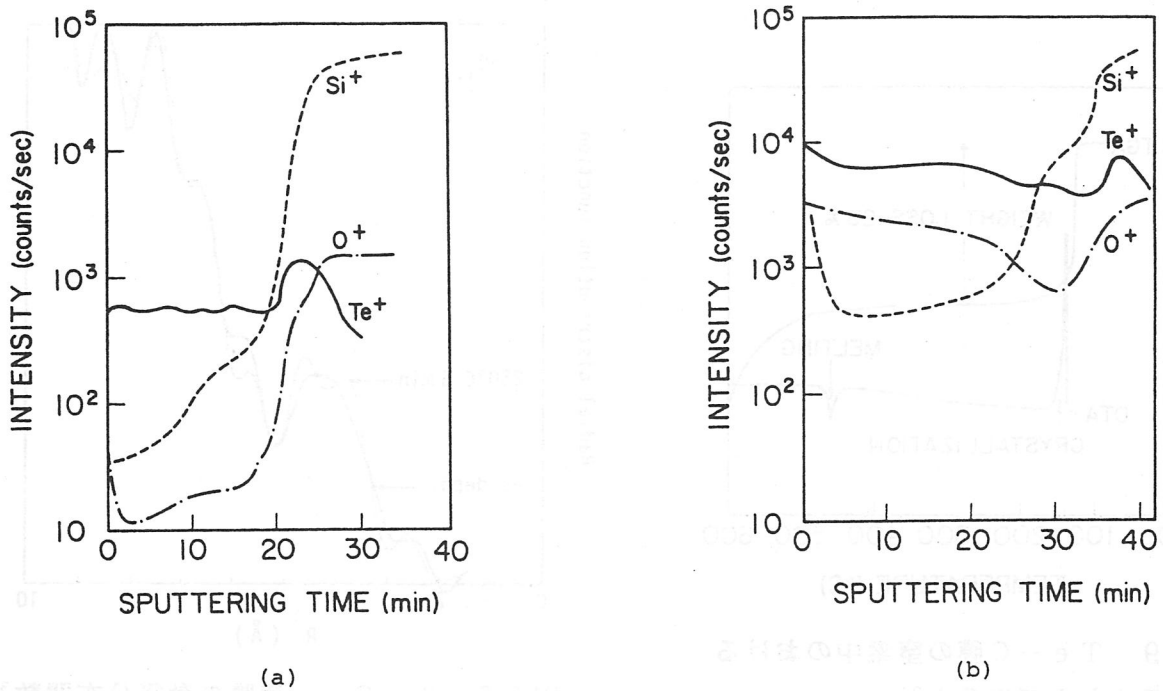 10⁵
10⁴
10³
10²
10
INTENSITY (counts/sec)
Si⁺
O⁺
Te⁺
0 10 20 30 40
SPUTTERING TIME (min)
(a)
10⁵
10⁴
10³
10²
10
INTENSITY (counts/sec)
Si⁺
Te⁺
O⁺
0 10 20 30 40
SPUTTERING TIME (min)
(b)